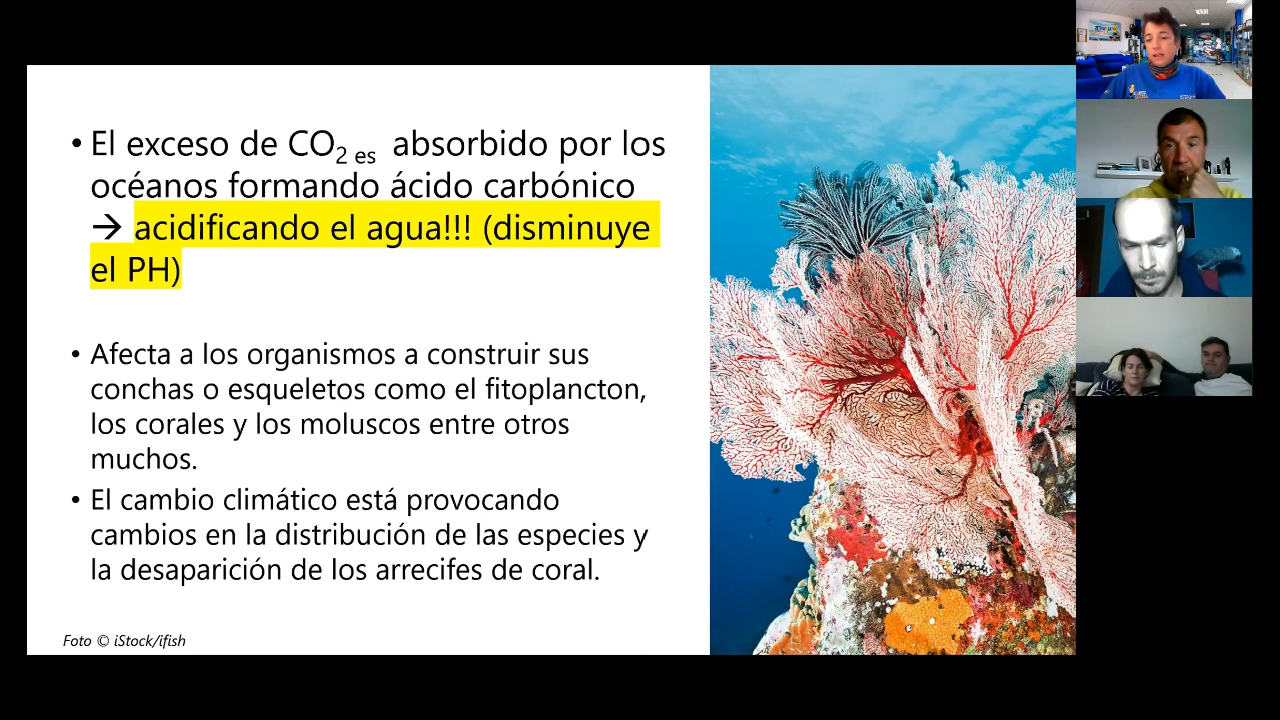 • El exceso de CO₂ es absorbido por los
océanos formando ácido carbónico
→ acidificando el agua!!! (disminuye
el PH)
• Afecta a los organismos a construir sus
conchas o esqueletos como el fitoplancton,
los corales y los moluscos entre otros
muchos.
• El cambio climático está provocando
cambios en la distribución de las especies y
la desaparición de los arrecifes de coral.
Foto © iStock/ifish